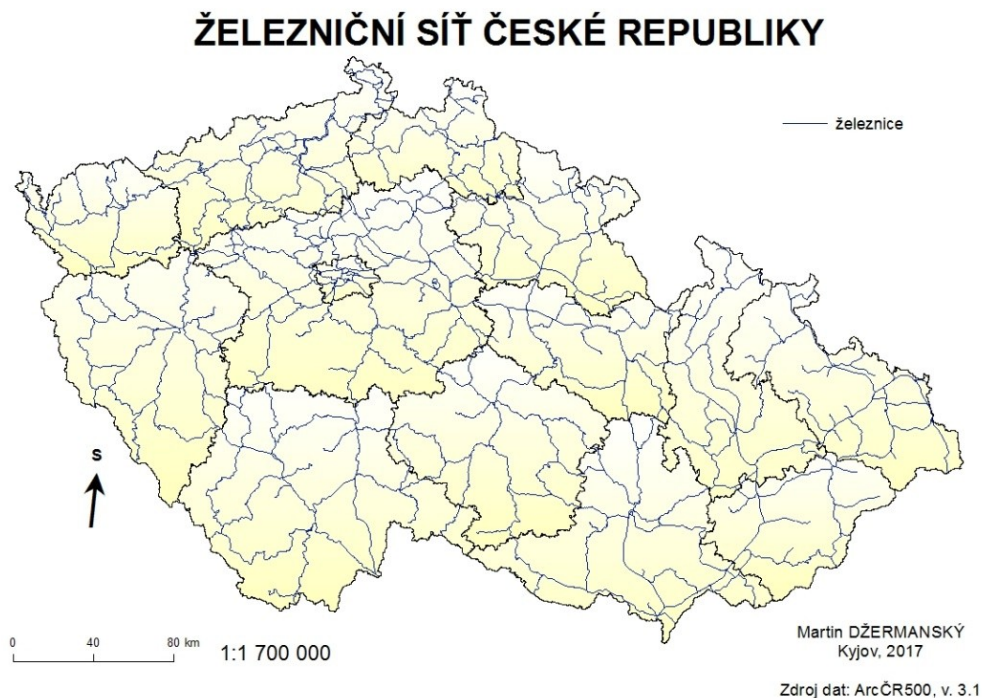 ŽELEZNIČNÍ SÍŤ ČESKÉ REPUBLIKY
železnice
S
0 40 80 km
1:1 700 000
Martin DŽERMANSKÝ
Kyjov, 2017
Zdroj dat: ArcČR500, v. 3.1